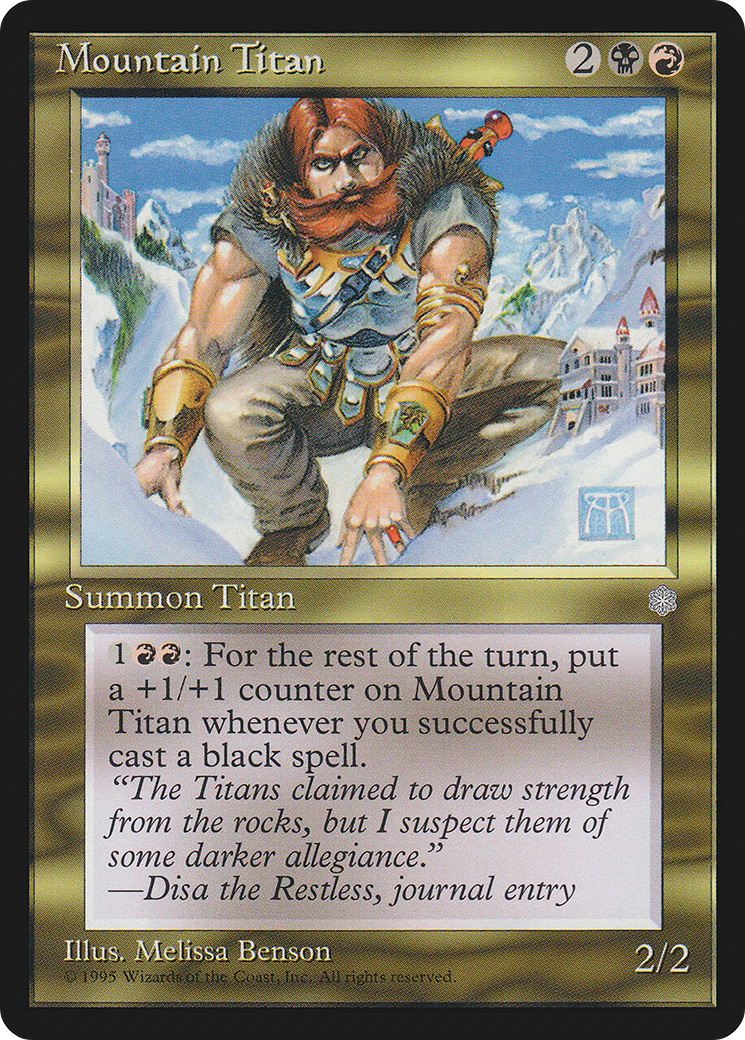 Mountain Titan 2
Summon Titan
1 : For the rest of the turn, put
a +1/+1 counter on Mountain
Titan whenever you successfully
cast a black spell.
“The Titans claimed to draw strength
from the rocks, but I suspect them of
some darker allegiance.”
—Disa the Restless, journal entry
Illus. Melissa Benson
2/2
© 1995 Wizards of the Coast, Inc. All rights reserved.